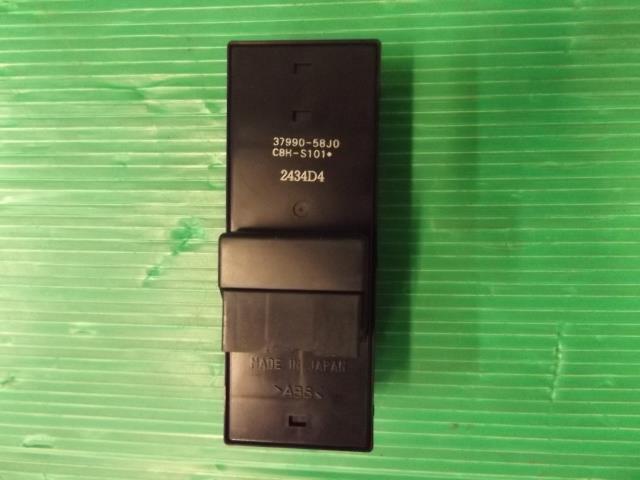 37990-58J0
CBH-S101*
2434D4
MADE IN JAPAN
>ABS<